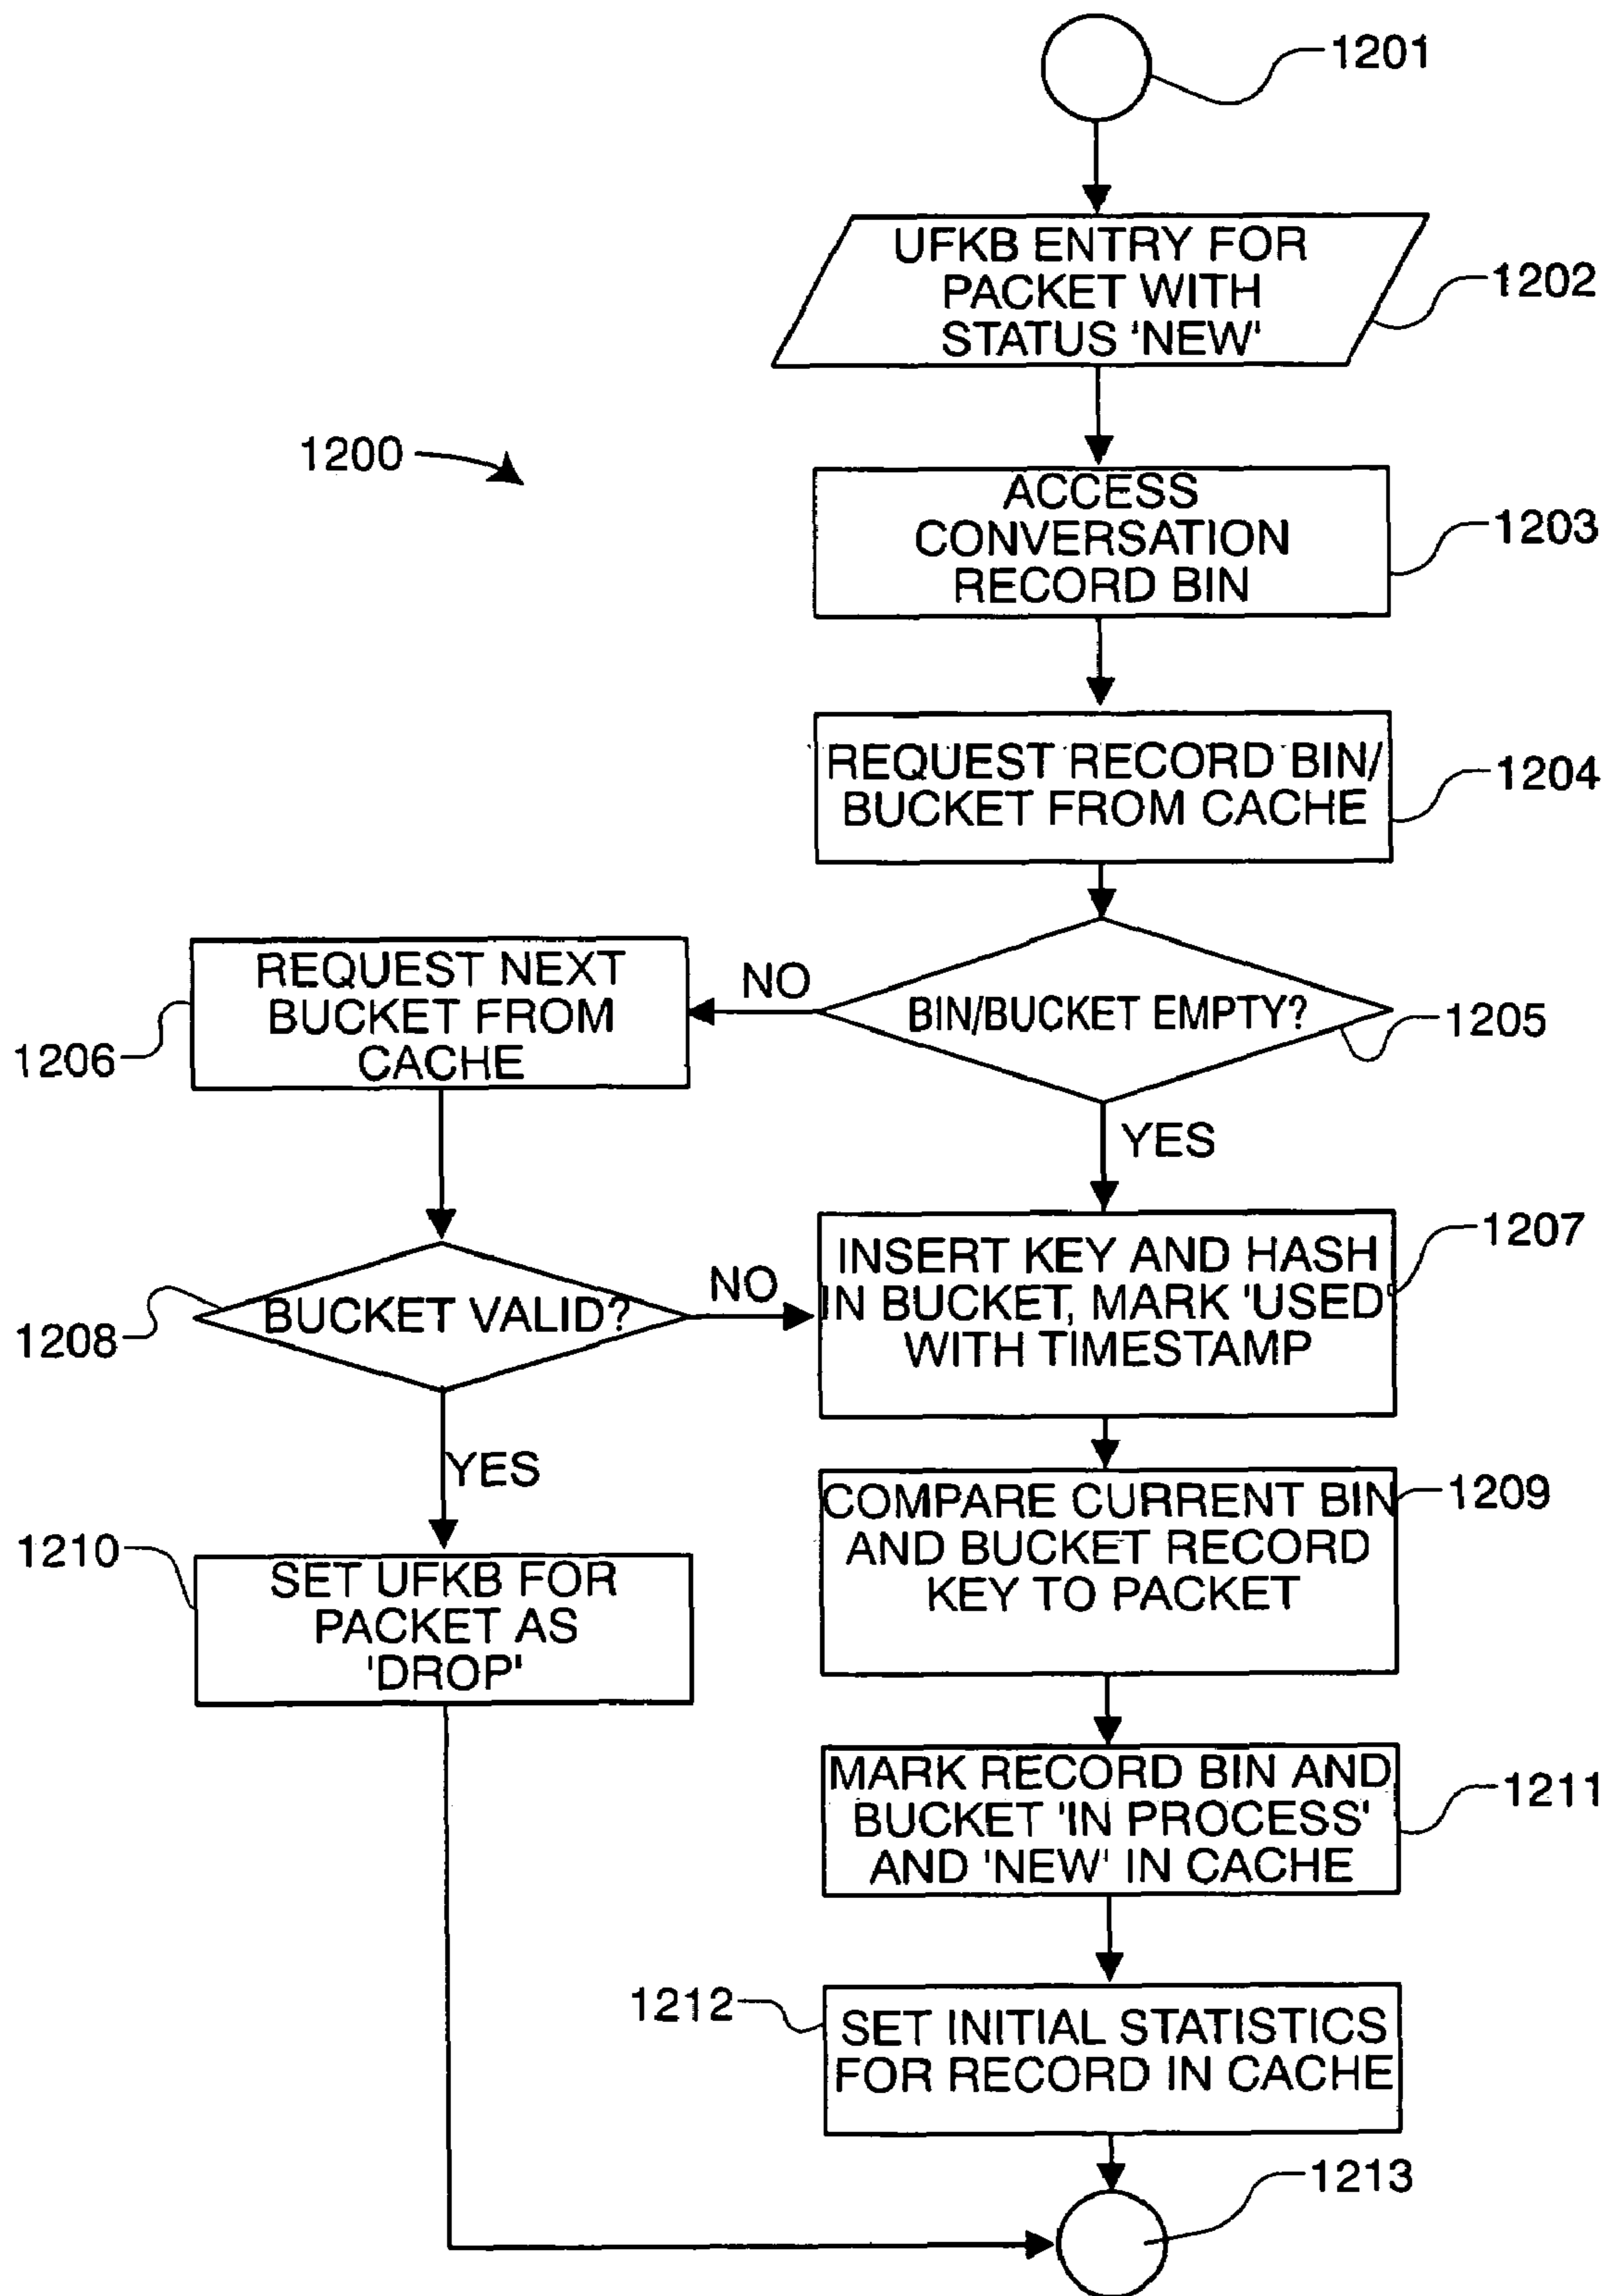 1201
UFKB ENTRY FOR
PACKET WITH
STATUS 'NEW'
1202
1200
ACCESS
CONVERSATION
RECORD BIN
1203
REQUEST RECORD BIN/
BUCKET FROM CACHE
1204
REQUEST NEXT
BUCKET FROM
CACHE
1206
NO
BIN/BUCKET EMPTY?
1205
YES
INSERT KEY AND HASH
IN BUCKET, MARK 'USED'
WITH TIMESTAMP
1207
BUCKET VALID?
NO
1208
YES
COMPARE CURRENT BIN
AND BUCKET RECORD
KEY TO PACKET
1209
1210
SET UFKB FOR
PACKET AS
'DROP'
MARK RECORD BIN AND
BUCKET 'IN PROCESS'
AND 'NEW' IN CACHE
1211
1212
SET INITIAL STATISTICS
FOR RECORD IN CACHE
1213